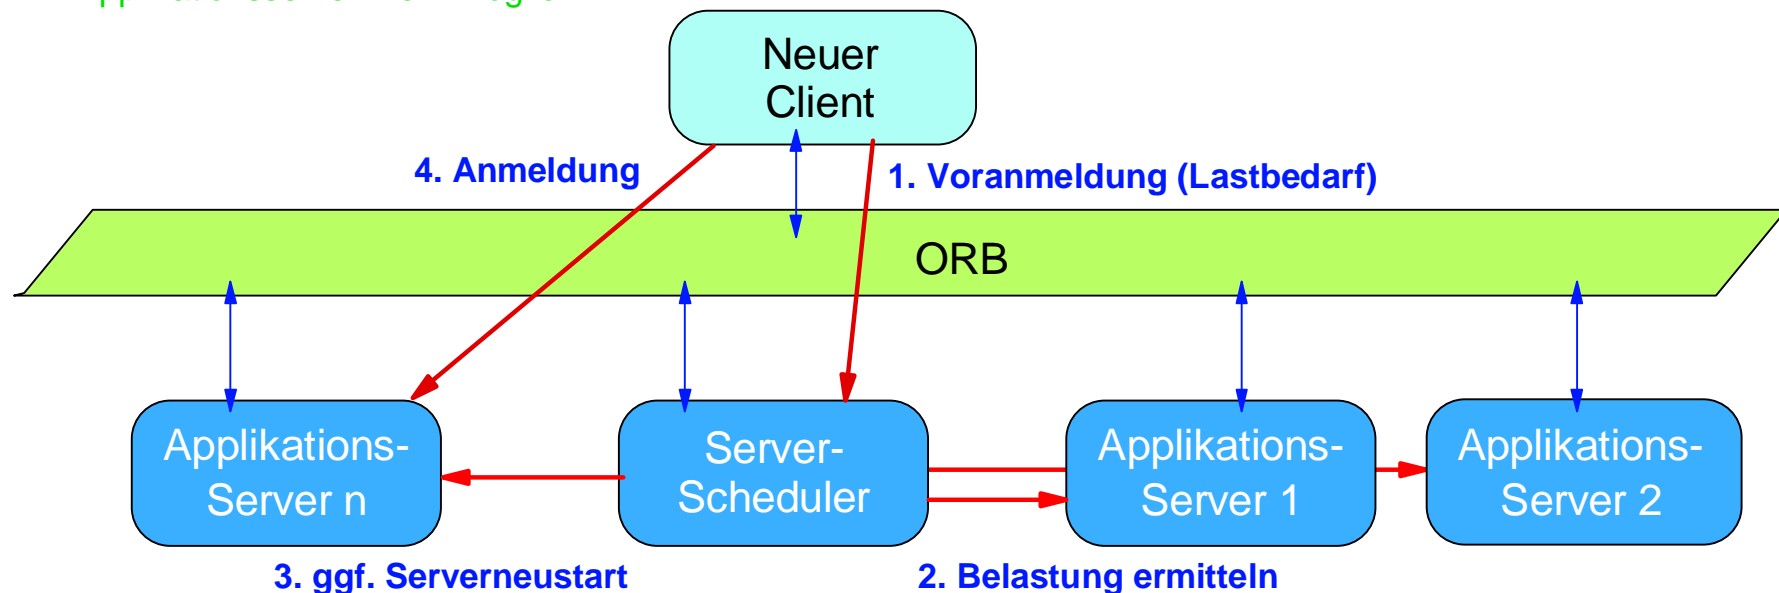 Neuer
Client
4. Anmeldung
1. Voranmeldung (Lastbedarf)
ORB
Applikations-
Server n
Server-
Scheduler
Applikations-
Server 1
Applikations-
Server 2
3. ggf. Serverneustart
2. Belastung ermitteln